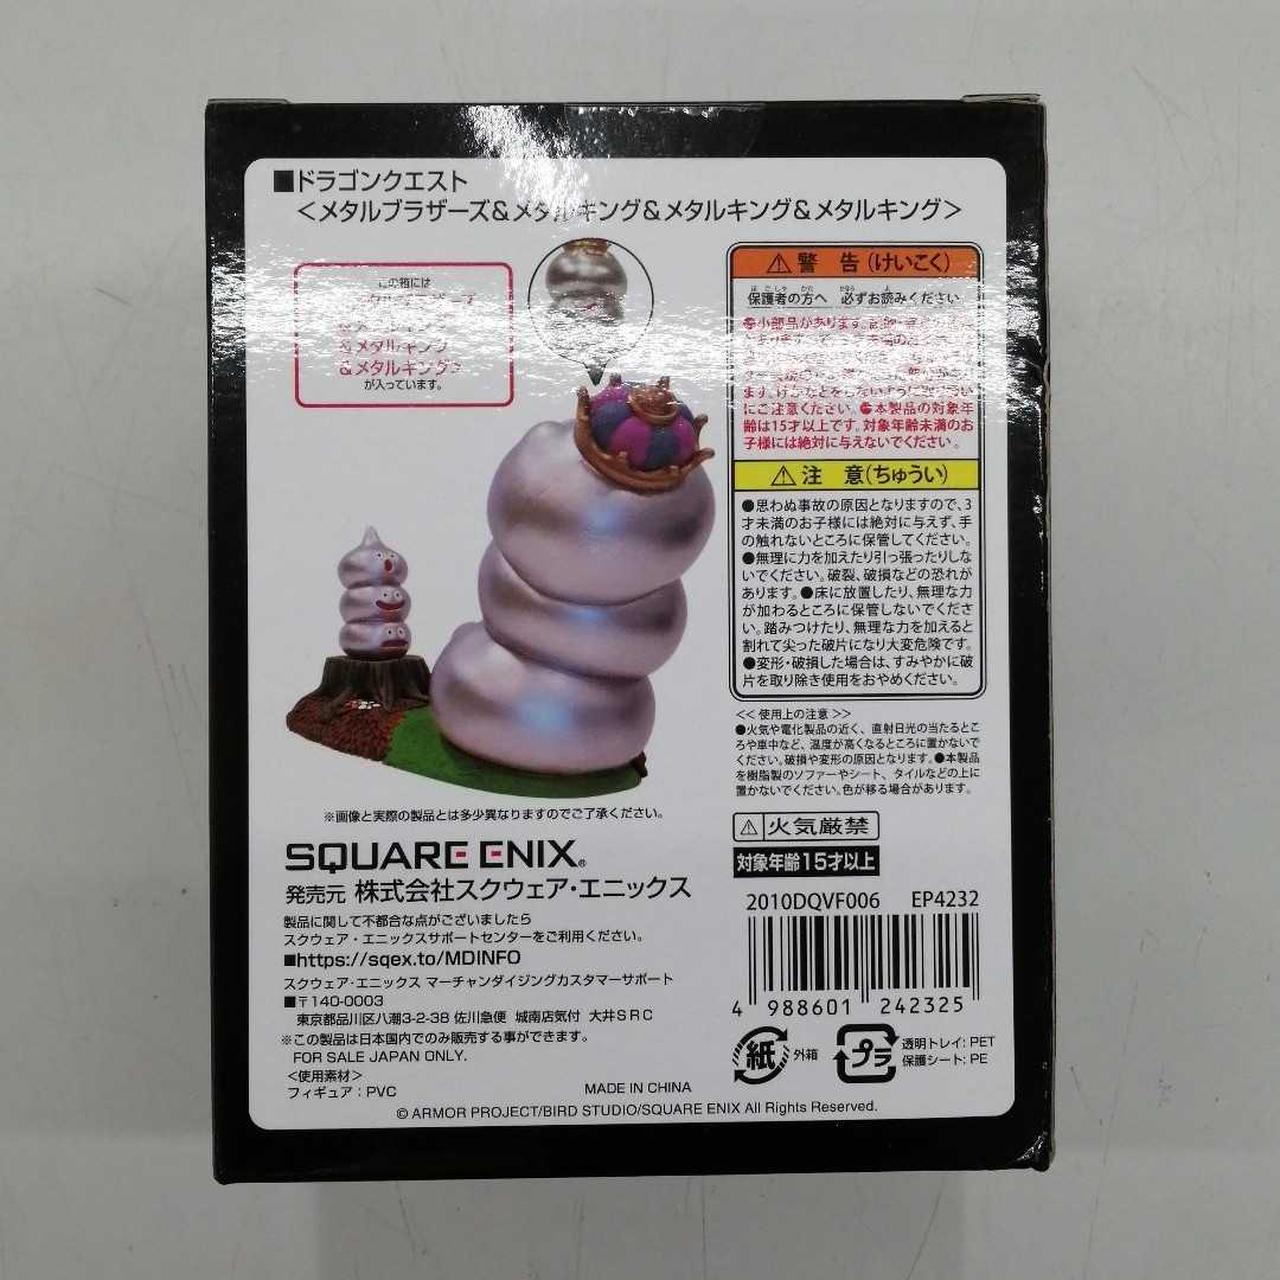 ■ドラゴンクエスト
＜メタルブラザーズ&メタルキング&メタルキング&メタルキング＞
この箱には
&メタルキング
&メタルキング＞
が入っています。
⚠警 告(けいこく)
保護者の方へ 必ずお読みください
●小部品があります。
ます。けがなどをしないように取り扱い
にご注意ください。●本製品の対象年
齢は15才以上です。対象年齢未満のお
子様には絶対に与えないでください。
⚠注 意(ちゅうい)
●思わぬ事故の原因となりますので、3
才未満のお子様には絶対に与えず、手
の触れないところに保管してください。
●無理に力を加えたり引っ張ったりしな
いでください。破裂、破損などの恐れが
あります。●床に放置したり、無理な力
が加わるところに保管しないでくださ
い。踏みつけたり、無理な力を加えると
割れて尖った破片になり大変危険です。
●変形・破損した場合は、すみやかに破
片を取り除き使用をおやめください。
<< 使用上の注意 >>
●火気や電化製品の近く、直射日光の当たるとこ
ろや車中など、温度が高くなるところに置かないで
ください。破損や変形の原因となります。●本製品
を樹脂製のソファーやシート、タイルなどの上に
置かないでください。色が移る場合があります。
⚠火気厳禁
対象年齢15才以上
2010DQVF006 EP4232
4 988601 242325
紙 外箱
プラ 透明トレイ: PET
保護シート: PE
※画像と実際の製品とは多少異なりますのでご了承ください。
SQUARE ENIX®
発売元 株式会社スクウェア・エニックス
製品に関して不都合な点がございましたら
スクウェア・エニックスサポートセンターをご利用ください。
■https://sqex.to/MDINFO
スクウェア・エニックス マーチャンダイジングカスタマーサポート
■〒140-0003
東京都品川区八潮3-2-38 佐川急便 城南店気付 大井SRC
※この製品は日本国内でのみ販売する事ができます。
FOR SALE JAPAN ONLY.
＜使用素材＞
フィギュア：PVC
MADE IN CHINA
© ARMOR PROJECT/BIRD STUDIO/SQUARE ENIX All Rights Reserved.